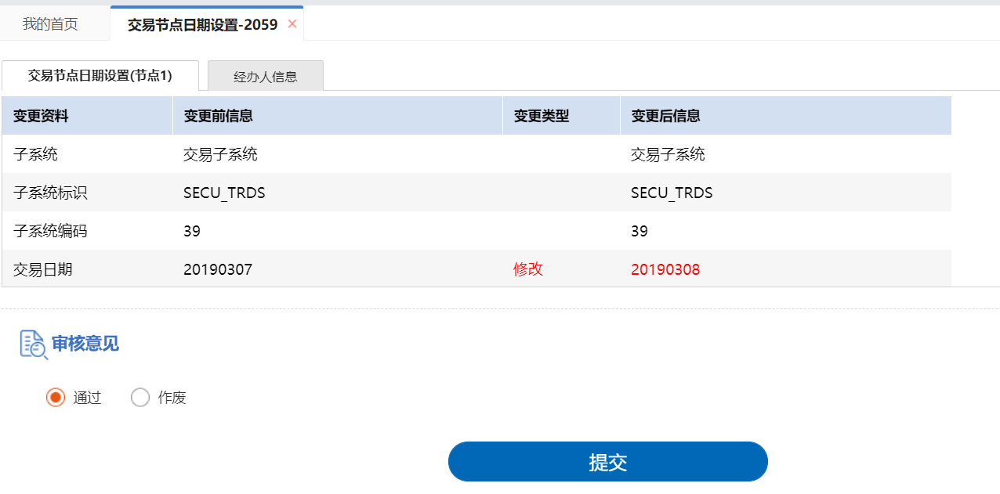 我的首页 交易节点日期设置-2059 ×
交易节点日期设置(节点1) 经办人信息
变更资料 变更前信息 变更类型 变更后信息
子系统 交易子系统 交易子系统
子系统标识 SECU_TRDS SECU_TRDS
子系统编码 39 39
交易日期 20190307 修改 20190308
审核意见
通过 作废
提交